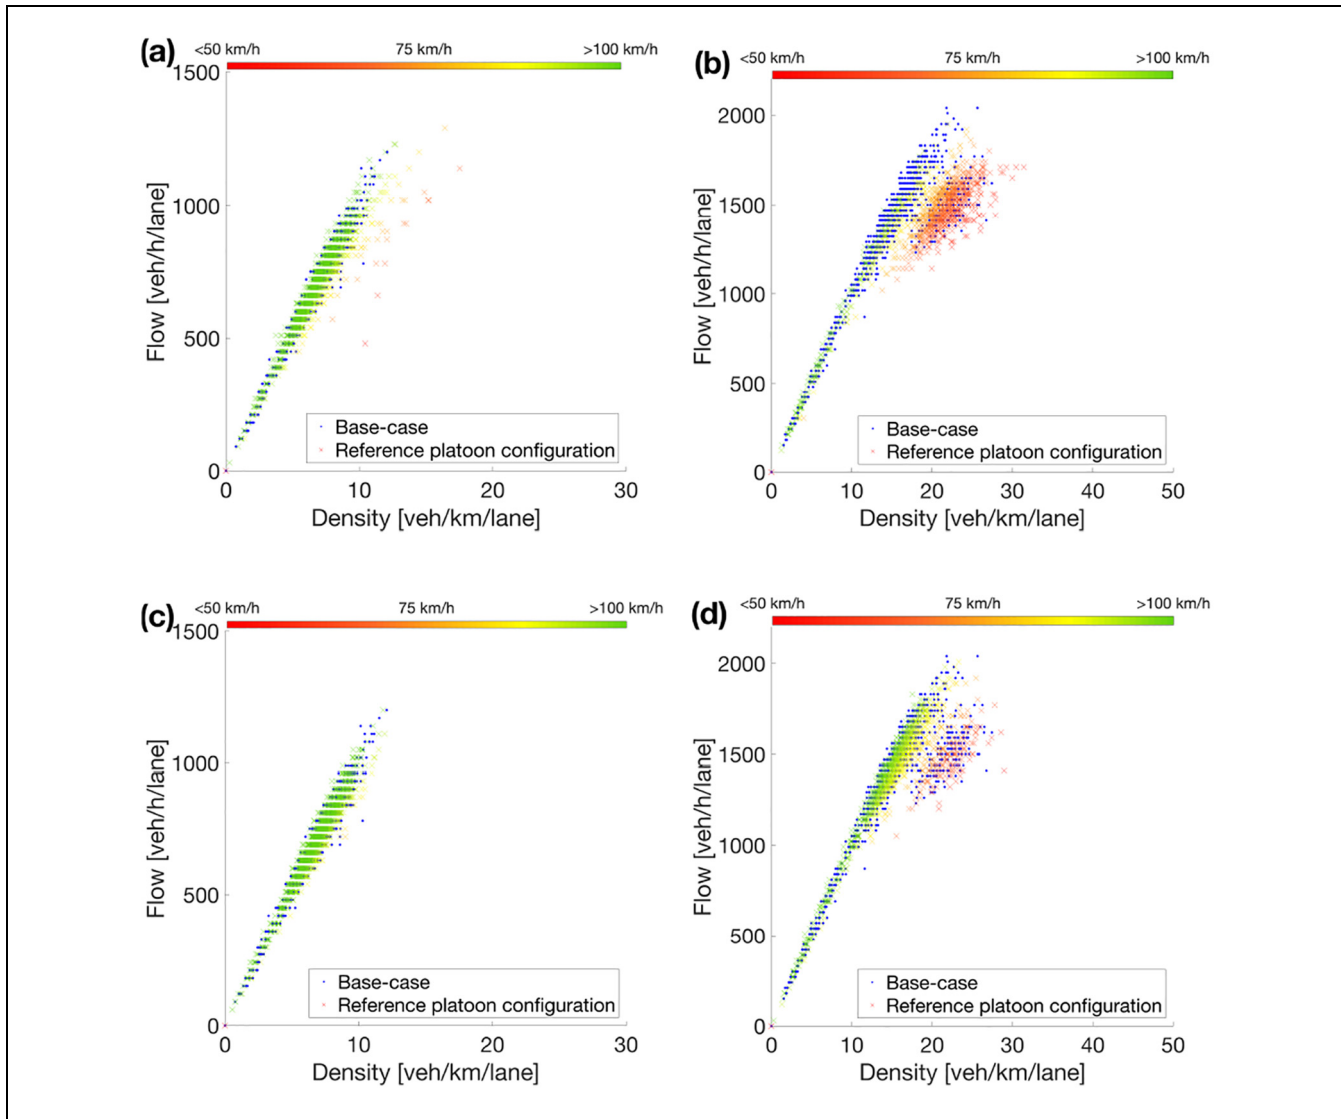 (a)
<50 km/h 75 km/h >100 km/h
1500
1000
500
0
Flow [veh/h/lane]
Base-case
Reference platoon configuration
0 10 20 30
Density [veh/km/lane]
(b)
<50 km/h 75 km/h >100 km/h
2000
1500
1000
500
0
Flow [veh/h/lane]
Base-case
Reference platoon configuration
0 10 20 30 40 50
Density [veh/km/lane]
(c)
<50 km/h 75 km/h >100 km/h
1500
1000
500
0
Flow [veh/h/lane]
Base-case
Reference platoon configuration
0 10 20 30
Density [veh/km/lane]
(d)
<50 km/h 75 km/h >100 km/h
2000
1500
1000
500
0
Flow [veh/h/lane]
Base-case
Reference platoon configuration
0 10 20 30 40 50
Density [veh/km/lane]